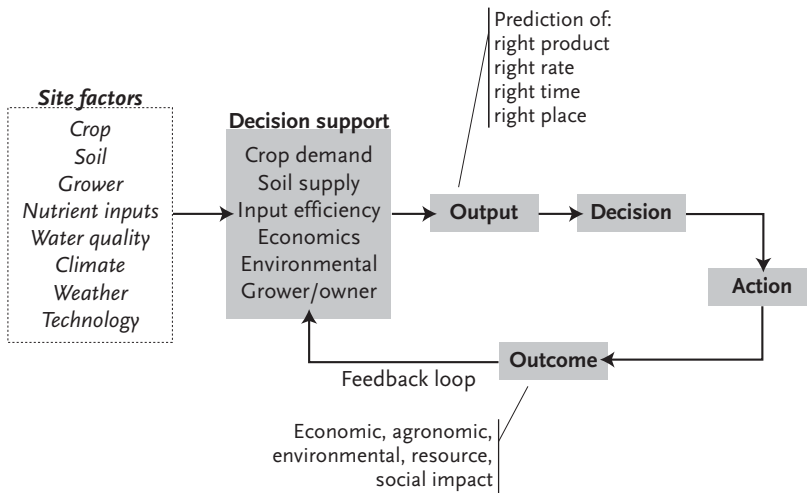 Prediction of:
right product
right rate
right time
right place
Site factors
Crop
Soil
Grower
Nutrient inputs
Water quality
Climate
Weather
Technology
Decision support
Crop demand
Soil supply
Input efficiency
Economics
Environmental
Grower/owner
Output
Decision
Action
Outcome
Feedback loop
Economic, agronomic,
environmental, resource,
social impact